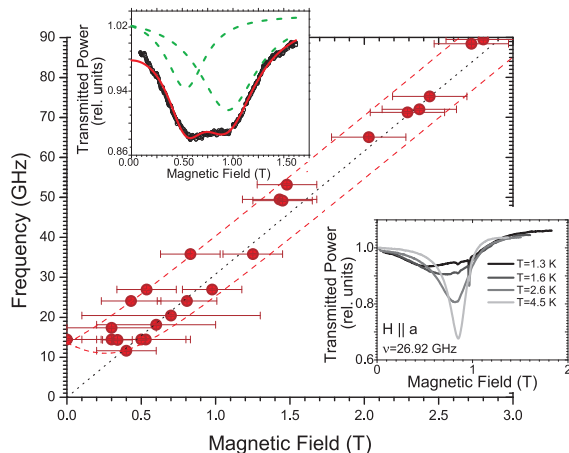 1.02
0.94
0.86
Transmitted Power
(rel. units)
0.00
0.50
1.00
1.50
Magnetic Field (T)
90
80
70
60
50
40
30
20
10
0
Frequency (GHz)
1.0
0.8
0.6
Transmitted Power
(rel. units)
T=1.3 K
T=1.6 K
T=2.6 K
T=4.5 K
H || a
ν=26.92 GHz
0
1
2
Magnetic Field (T)
0.0
0.5
1.0
1.5
2.0
2.5
3.0
Magnetic Field (T)